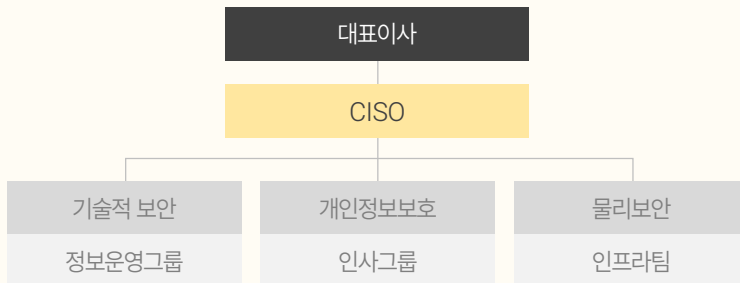 대표이사
CISO
기술적 보안
개인정보보호
물리보안
정보운영그룹
인사그룹
인프라팀